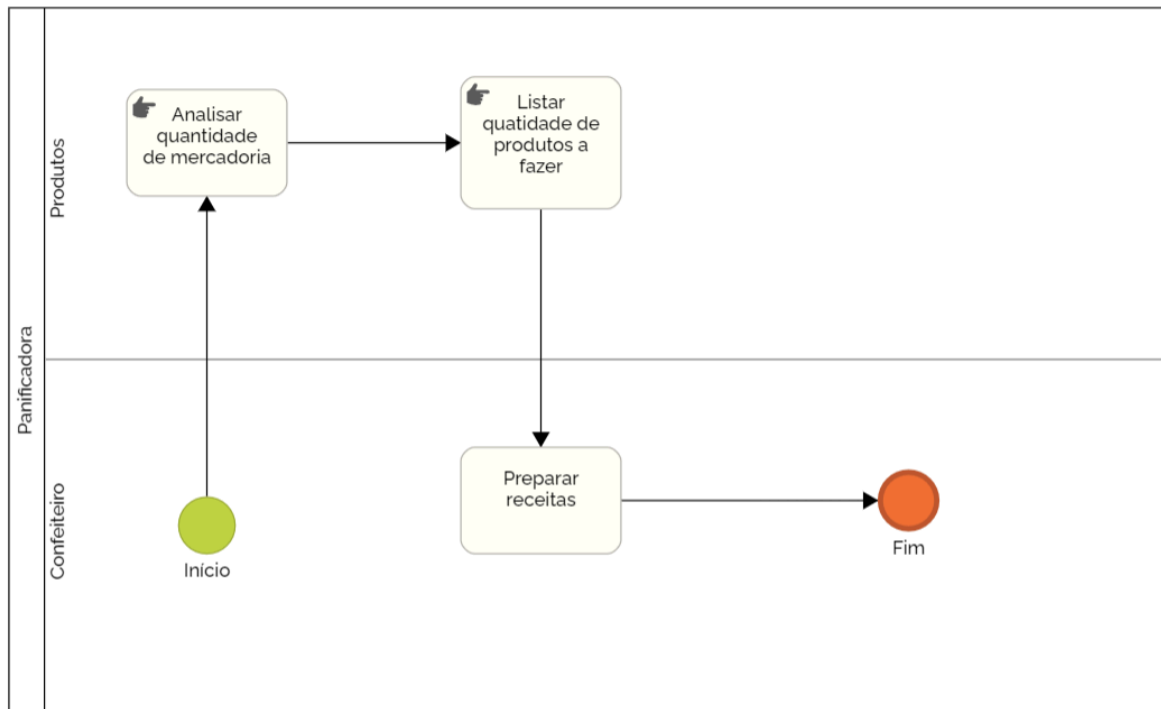 Panificadora
Produtos
Analisar
quantidade
de mercadoria
Listar
quatidade de
produtos a
fazer
Confeiteiro
Início
Preparar
receitas
Fim